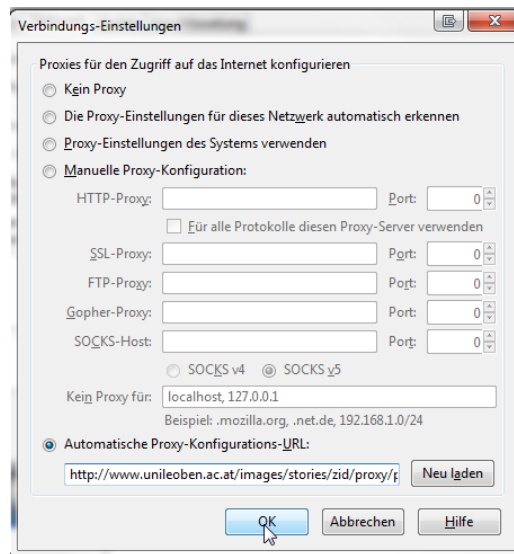 Verbindungs-Einstellungen
Proxies für den Zugriff auf das Internet konfigurieren
Kein Proxy
Die Proxy-Einstellungen für dieses Netzwerk automatisch erkennen
Proxy-Einstellungen des Systems verwenden
Manuelle Proxy-Konfiguration:
HTTP-Proxy: Port: 0
Für alle Protokolle diesen Proxy-Server verwenden
SSL-Proxy: Port: 0
FTP-Proxy: Port: 0
Gopher-Proxy: Port: 0
SOCKS-Host: Port: 0
SOCKS v4 SOCKS v5
Kein Proxy für: localhost, 127.0.0.1
Beispiel: .mozilla.org, .net.de, 192.168.1.0/24
Automatische Proxy-Konfigurations-URL:
http://www.unileoben.ac.at/images/stories/zid/proxy/p Neu laden
OK Abbrechen Hilfe